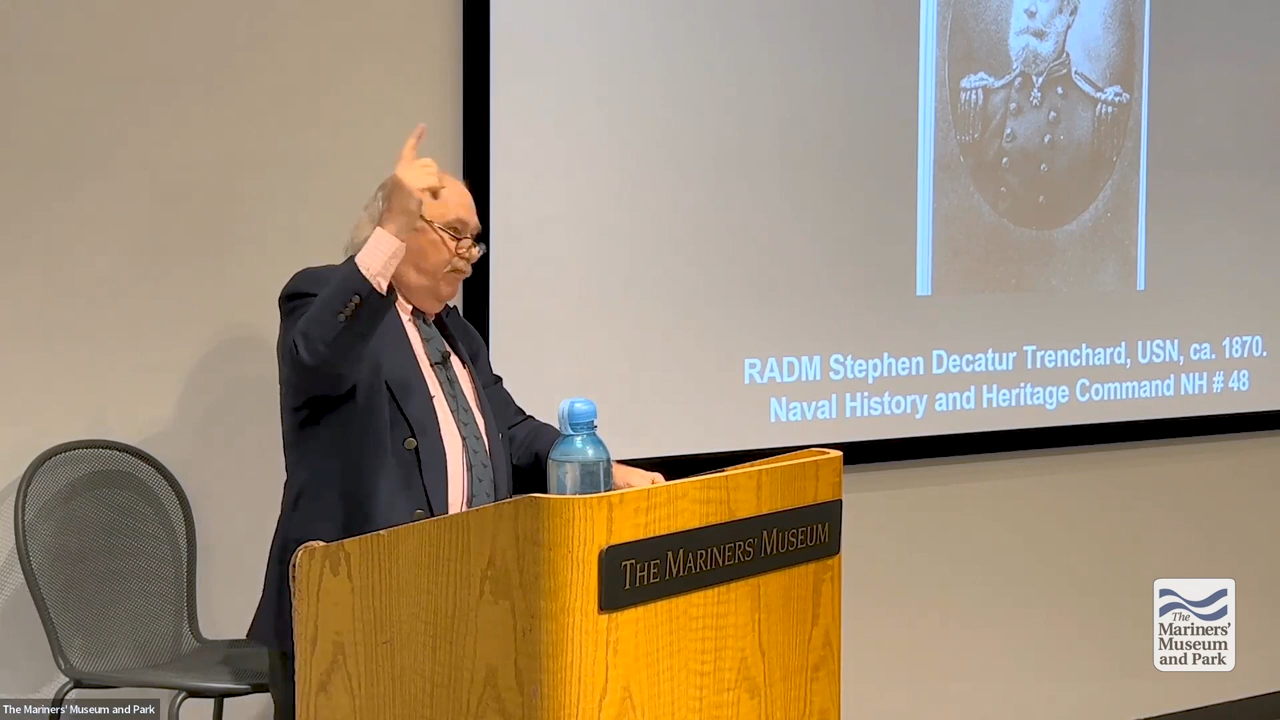 RADM Stephen Decatur Trenchard, USN, ca. 1870.
Naval History and Heritage Command NH # 48
THE MARINERS' MUSEUM
The
Mariners'
Museum
and Park
The Mariners' Museum and Park